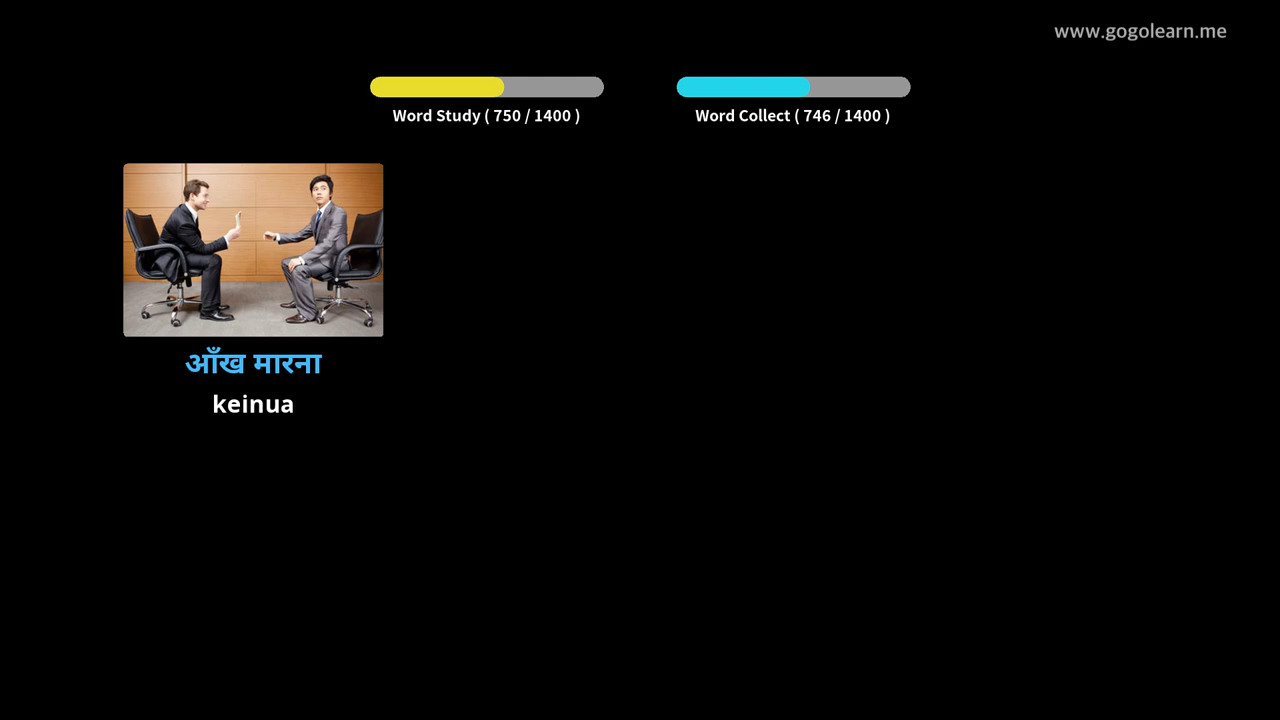 www.gogolearn.me
Word Study ( 750 / 1400 )
Word Collect ( 746 / 1400 )
आँख मारना
keinua